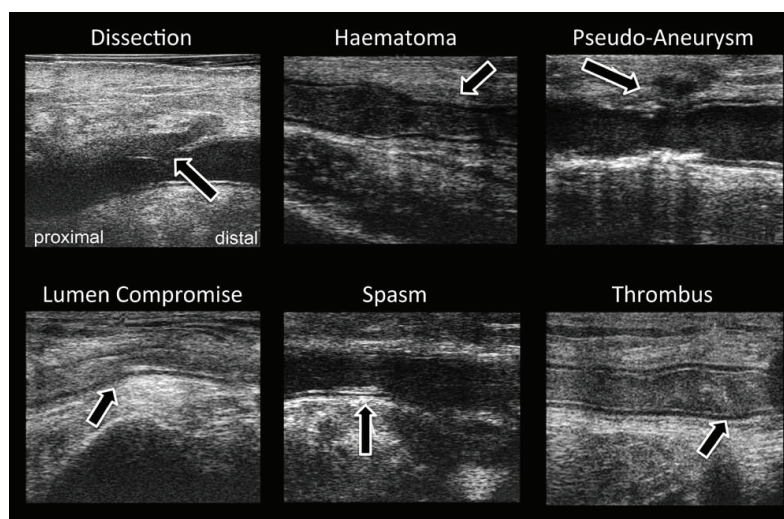 Dissection
Haematoma
Pseudo-Aneurysm
proximal
distal
Lumen Compromise
Spasm
Thrombus